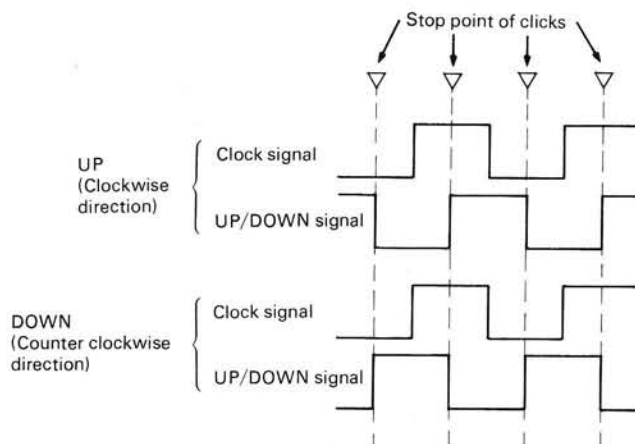 Stop point of clicks
UP
(Clockwise
direction)
Clock signal
UP/DOWN signal
DOWN
(Counter clockwise
direction)
Clock signal
UP/DOWN signal